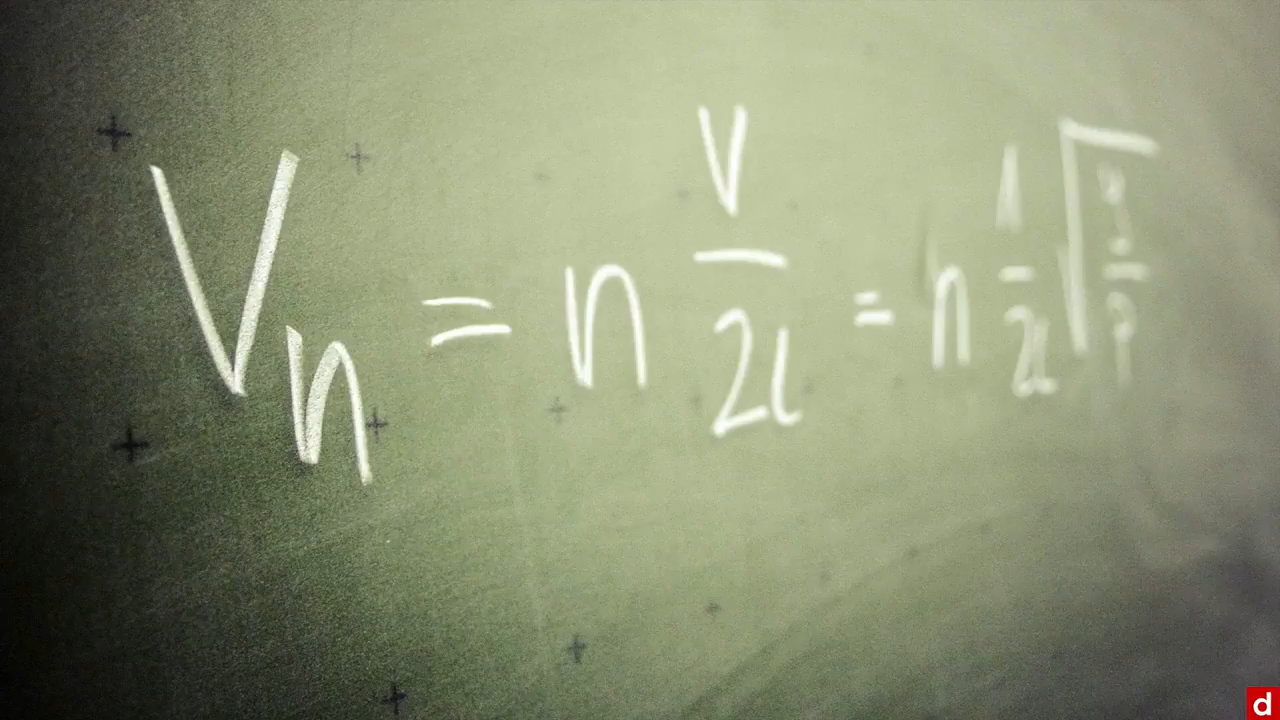 Vn = n V/2l = n 1/2l √
d